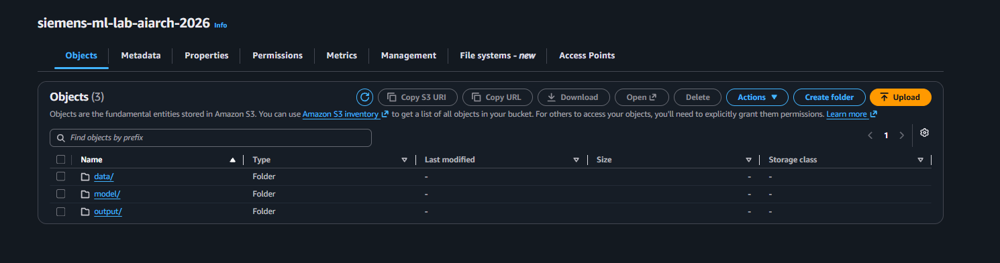 siemens-ml-lab-aiarch-2026 Info
Objects Metadata Properties Permissions Metrics Management File systems - new Access Points
Objects (3) Copy S3 URI Copy URL Download Open Delete Actions Create folder Upload
Objects are the fundamental entities stored in Amazon S3. You can use Amazon S3 inventory to get a list of all objects in your bucket. For others to access your objects, you'll need to explicitly grant them permissions. Learn more
Find objects by prefix 1
Name Type Last modified Size Storage class
data/ Folder - - -
model/ Folder - - -
output/ Folder - - -